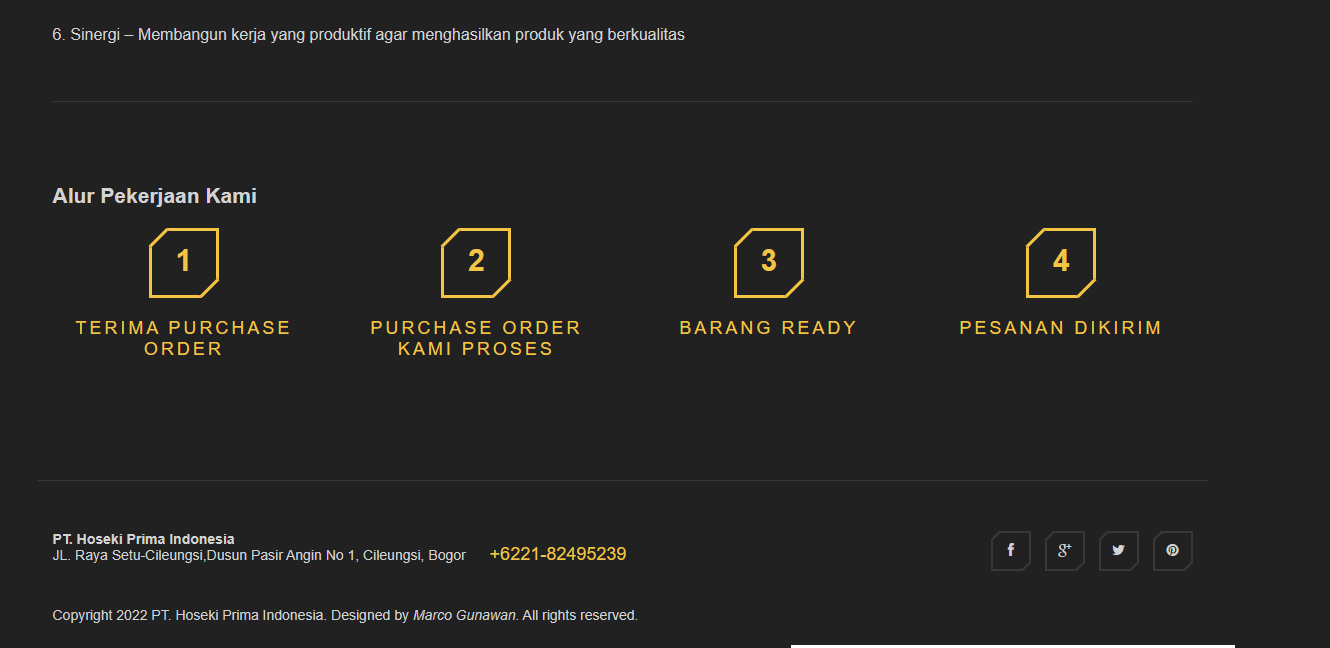 6. Sinergi – Membangun kerja yang produktif agar menghasilkan produk yang berkualitas
Alur Pekerjaan Kami
1
TERIMA PURCHASE
ORDER
2
PURCHASE ORDER
KAMI PROSES
3
BARANG READY
4
PESANAN DIKIRIM
PT. Hoseki Prima Indonesia
JL. Raya Setu-Cileungsi,Dusun Pasir Angin No 1, Cileungsi, Bogor
+6221-82495239
Copyright 2022 PT. Hoseki Prima Indonesia. Designed by Marco Gunawan. All rights reserved.